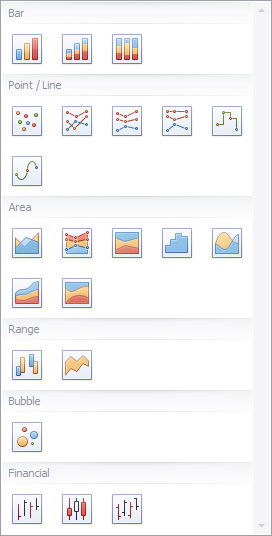 Bar
Point / Line
Area
Range
Bubble
Financial